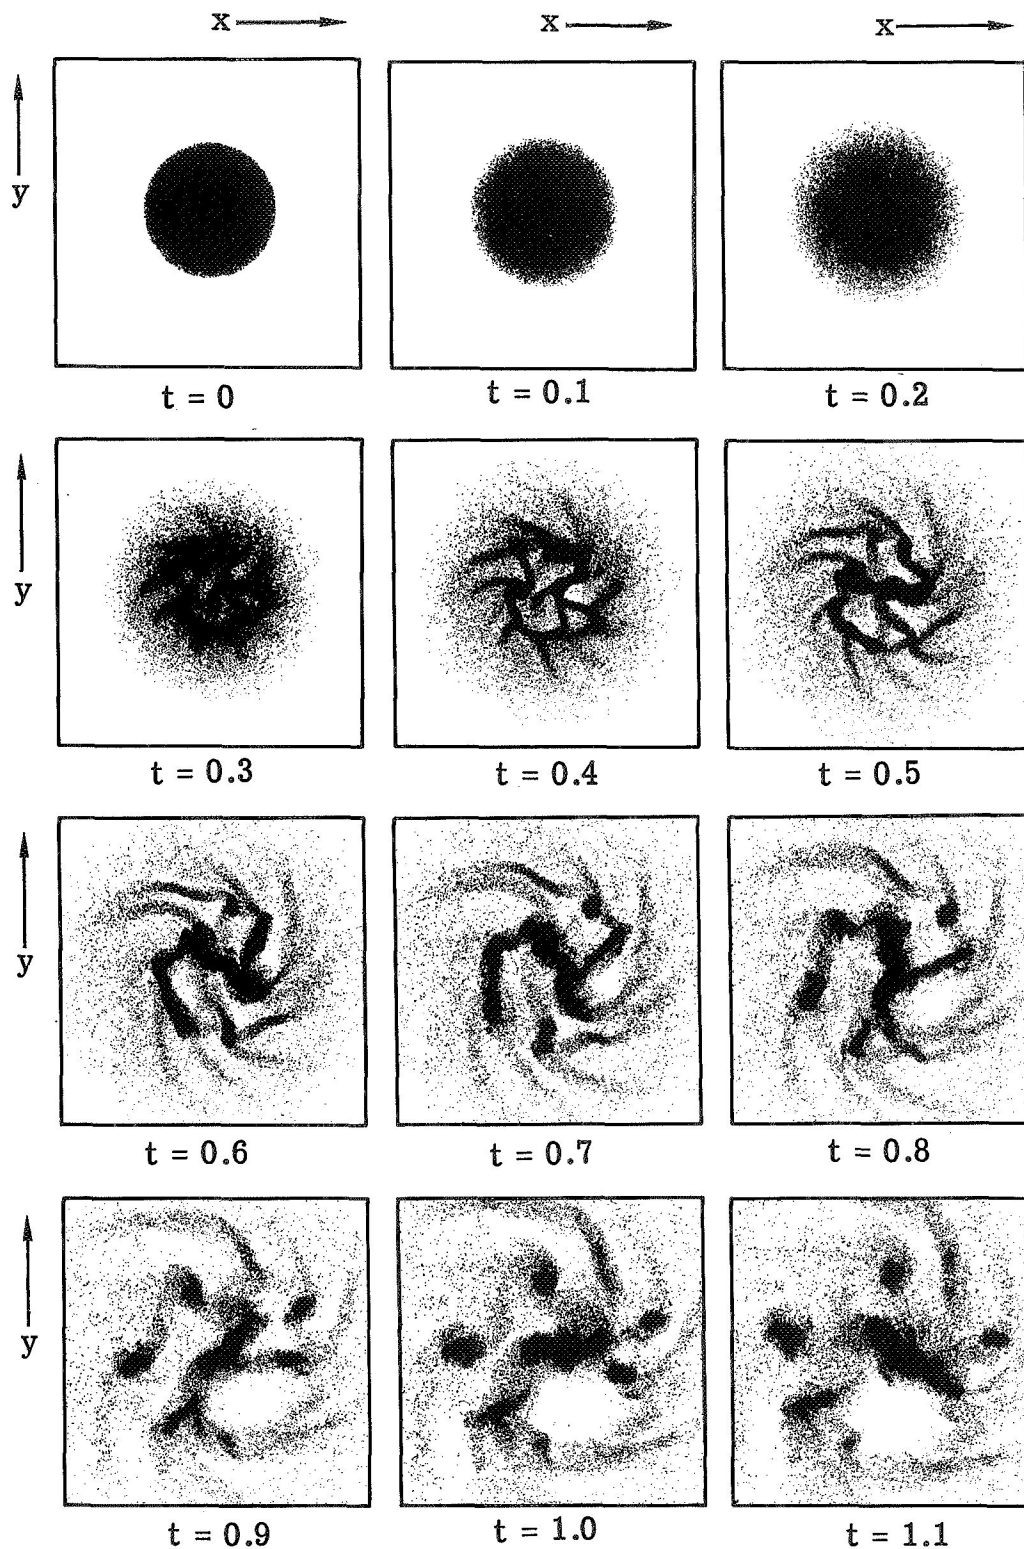 x x x
y
t = 0 t = 0.1 t = 0.2
y
t = 0.3 t = 0.4 t = 0.5
y
t = 0.6 t = 0.7 t = 0.8
y
t = 0.9 t = 1.0 t = 1.1